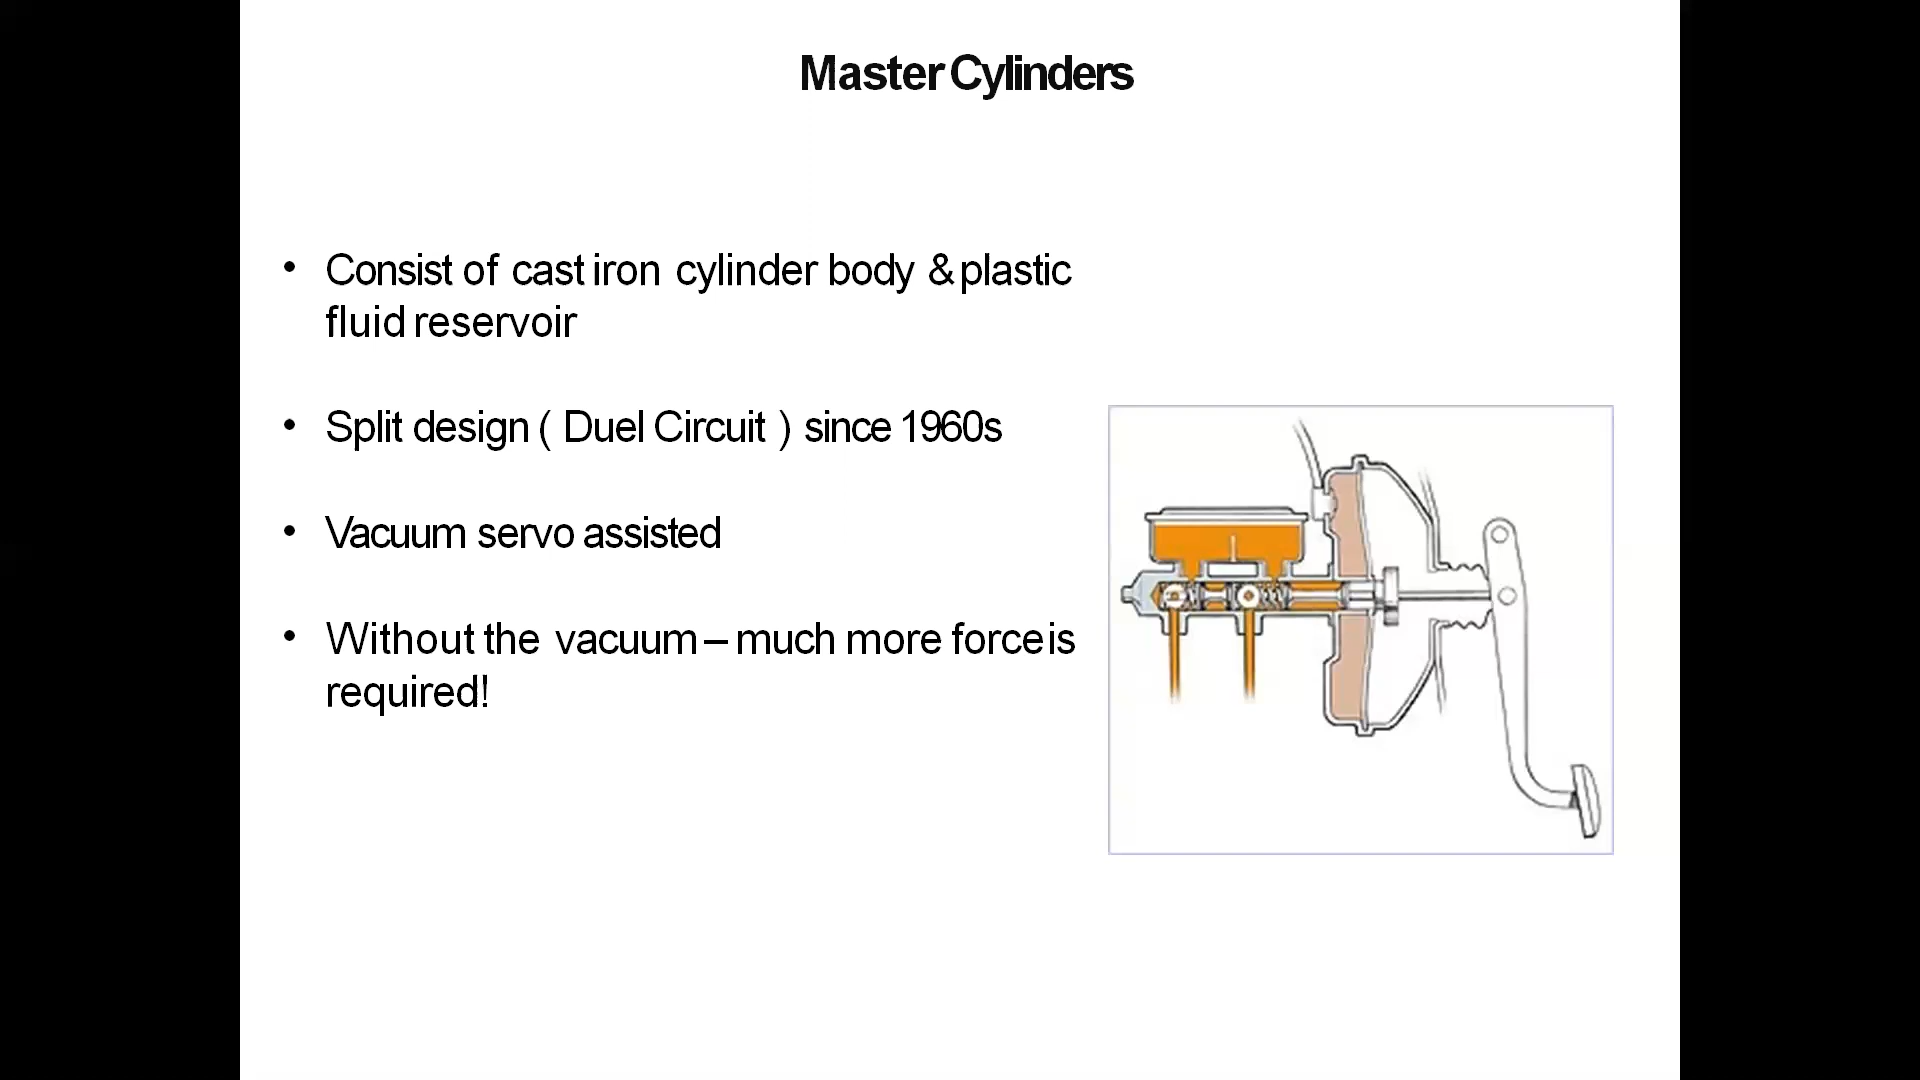 Master Cylinders
• Consist of cast iron cylinder body & plastic
fluid reservoir
• Split design ( Duel Circuit ) since 1960s
• Vacuum servo assisted
• Without the vacuum – much more force is
required!